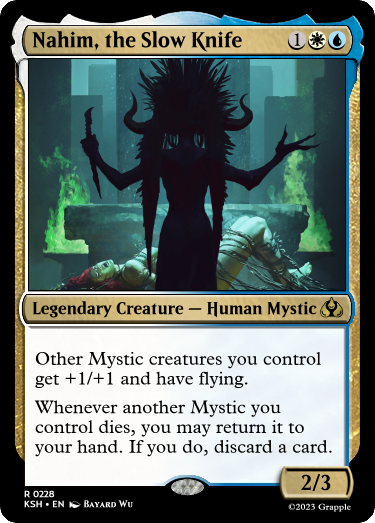 Nahim, the Slow Knife 1
Legendary Creature — Human Mystic
Other Mystic creatures you control
get +1/+1 and have flying.
Whenever another Mystic you
control dies, you may return it to
your hand. If you do, discard a card.
2/3
R 0228
KSH • EN Bayard Wu
©2023 Grapple